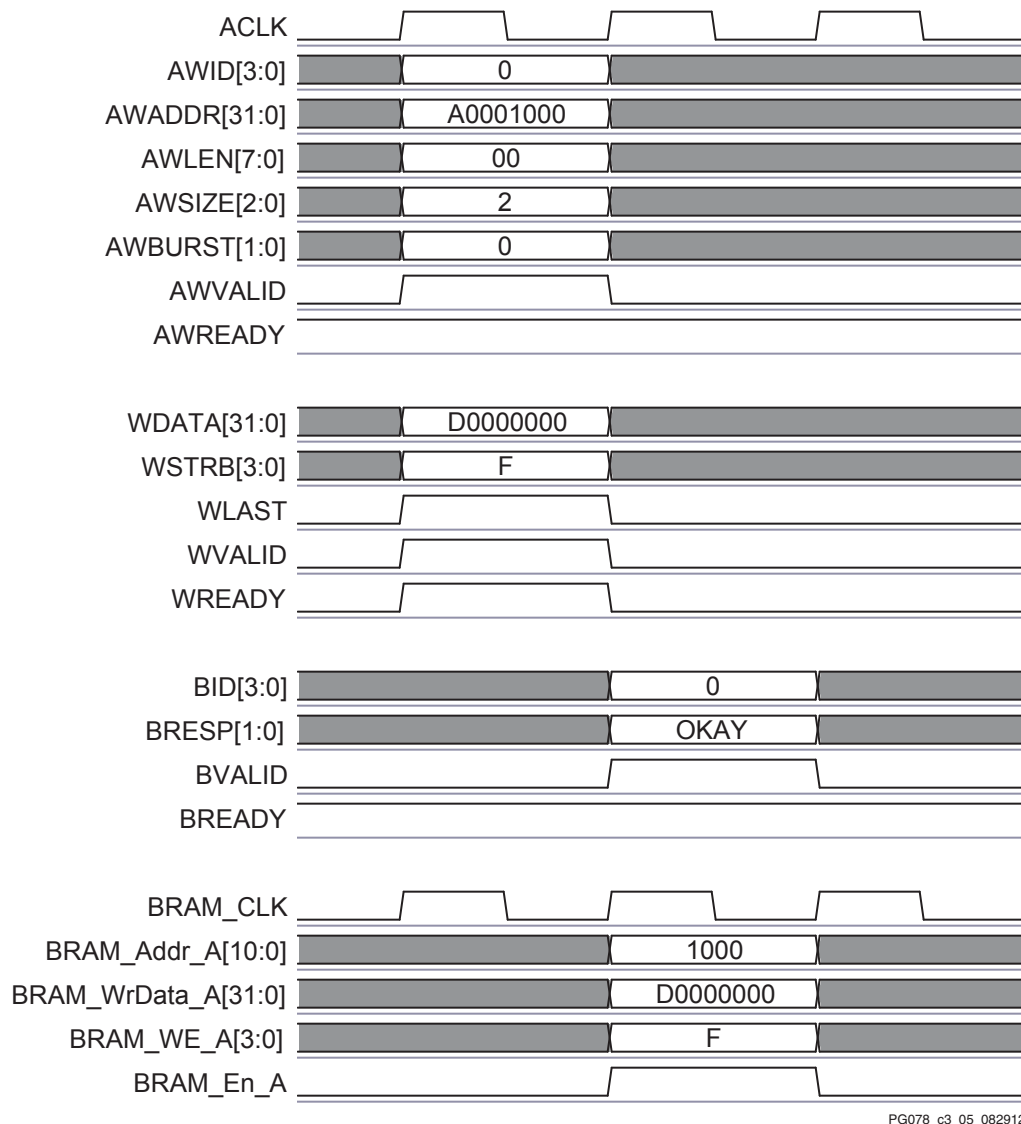 ACLK
AWID[3:0] 0
AWADDR[31:0] A0001000
AWLEN[7:0] 00
AWSIZE[2:0] 2
AWBURST[1:0] 0
AWVALID
AWREADY
WDATA[31:0] D0000000
WSTRB[3:0] F
WLAST
WVALID
WREADY
BID[3:0] 0
BRESP[1:0] OKAY
BVALID
BREADY
BRAM_CLK
BRAM_Addr_A[10:0] 1000
BRAM_WrData_A[31:0] D0000000
BRAM_WE_A[3:0] F
BRAM_En_A
PG078_c3_05_082912